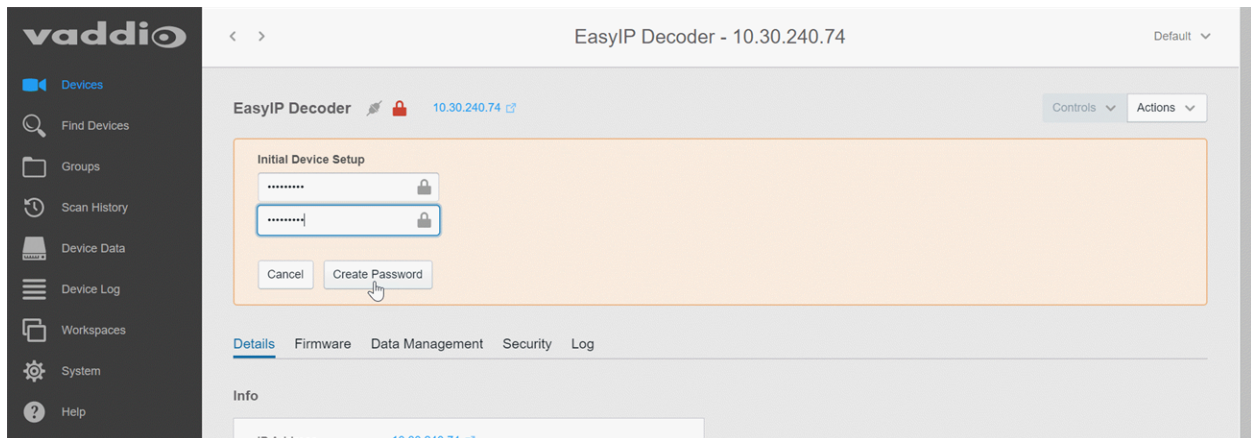 vaddio
EasyIP Decoder - 10.30.240.74
Default
Devices
Find Devices
Groups
Scan History
Device Data
Device Log
Workspaces
System
Help
EasyIP Decoder
10.30.240.74
Controls
Actions
Initial Device Setup
•••••••••
•••••••••
Cancel
Create Password
Details Firmware Data Management Security Log
Info